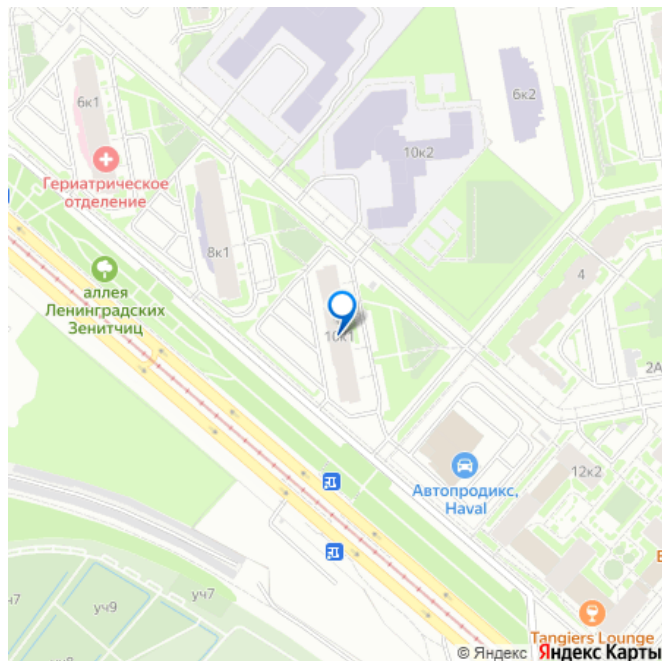 6к1
6к2
10к2
Гериатрическое
отделение
8к1
4
аллея
Ленинградских
Зенитчиц
10к1
2А
12к2
Автопродикс,
Haval
уч7
уч9
Tangiers Lounge
© Яндекс Яндекс Карты